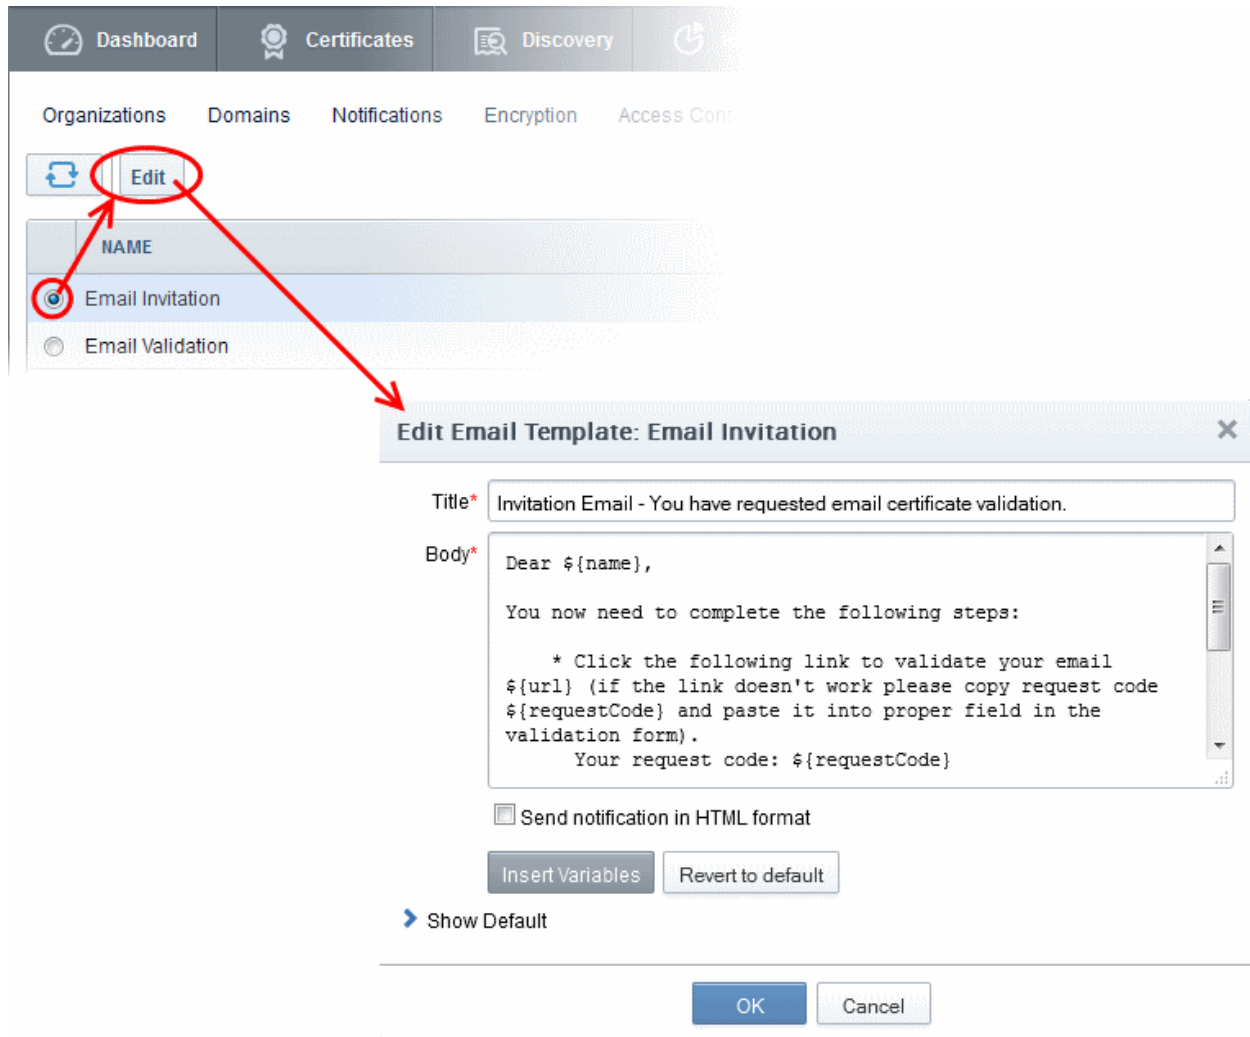 Dashboard Certificates Discovery
Organizations Domains Notifications Encryption Access Cont
Edit
NAME
Email Invitation
Email Validation
Edit Email Template: Email Invitation
Title* Invitation Email - You have requested email certificate validation.
Body* Dear ${name},
You now need to complete the following steps:
* Click the following link to validate your email
${url} (if the link doesn't work please copy request code
${requestCode} and paste it into proper field in the
validation form).
Your request code: ${requestCode}
Send notification in HTML format
Insert Variables Revert to default
Show Default
OK Cancel